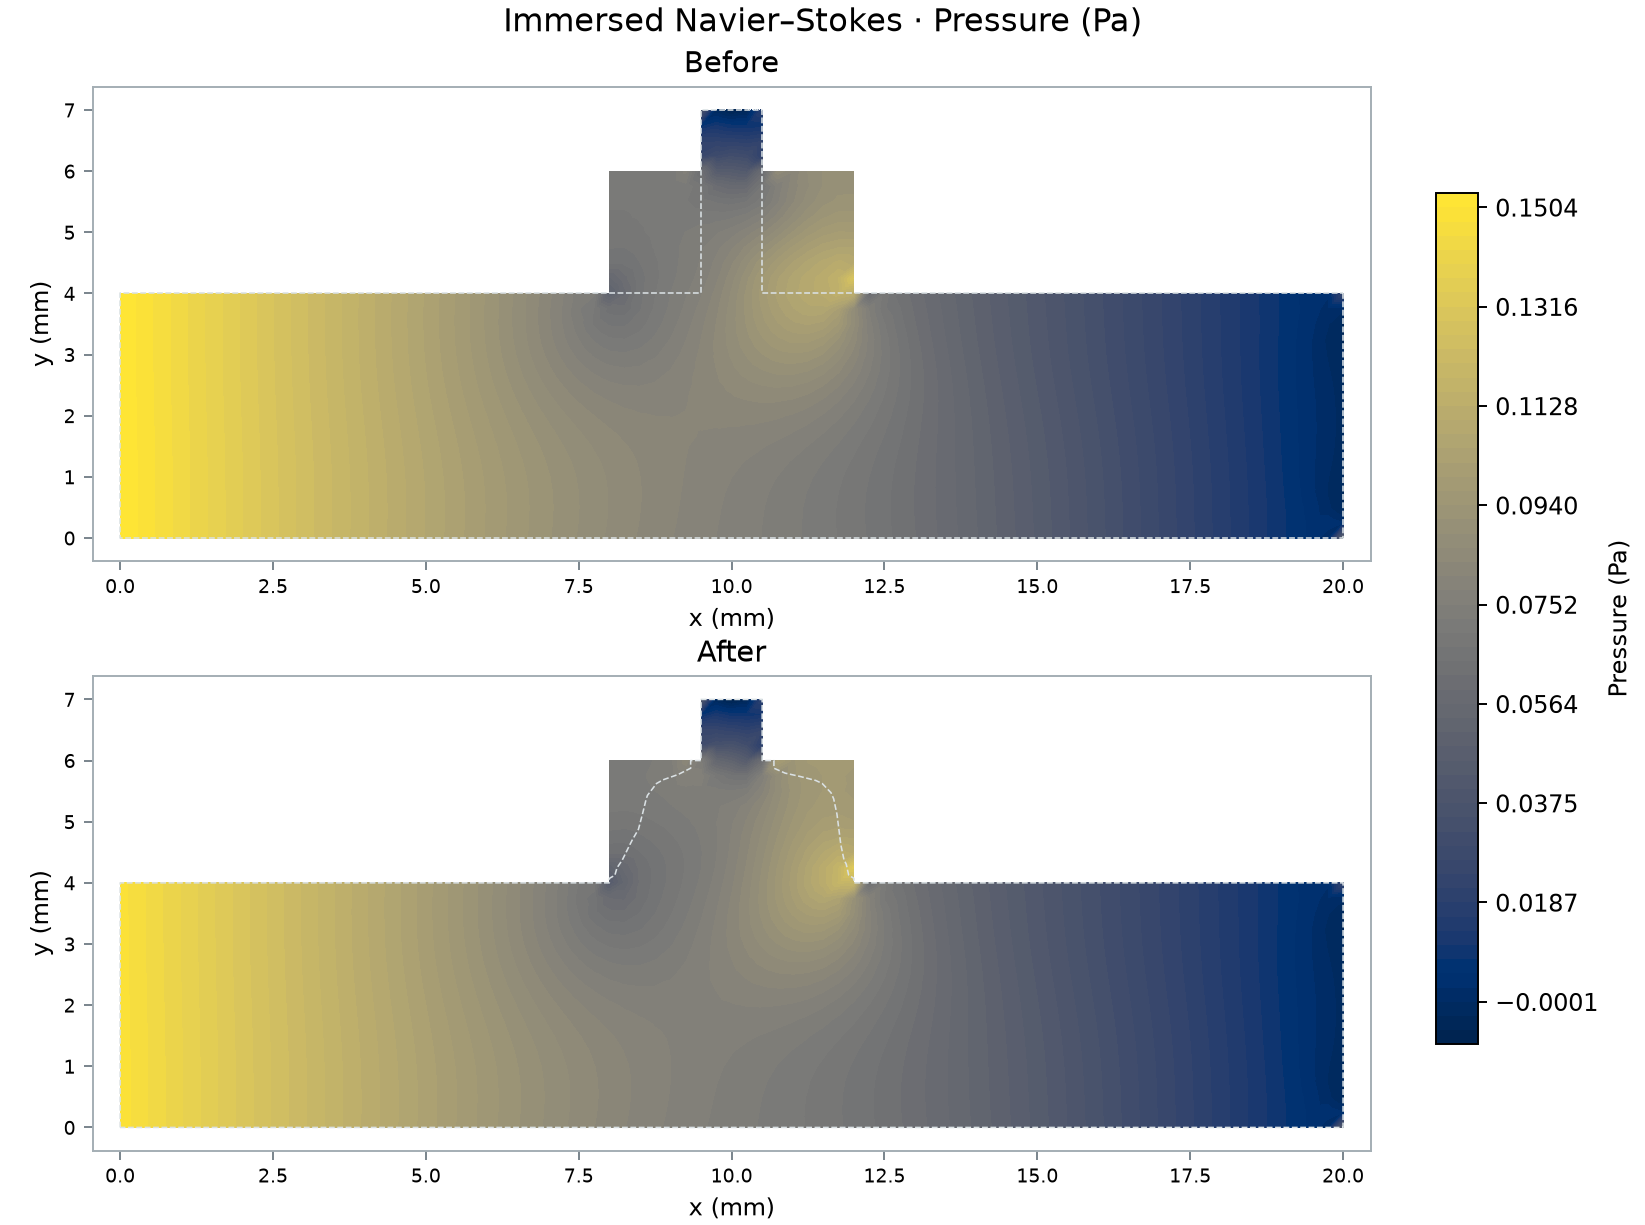 Immersed Navier–Stokes · Pressure (Pa)
Before
7
6
5
4
3
2
1
0
y (mm)
0.0 2.5 5.0 7.5 10.0 12.5 15.0 17.5 20.0
x (mm)
After
7
6
5
4
3
2
1
0
y (mm)
0.0 2.5 5.0 7.5 10.0 12.5 15.0 17.5 20.0
x (mm)
0.1504
0.1316
0.1128
0.0940
0.0752
0.0564
0.0375
0.0187
−0.0001
Pressure (Pa)